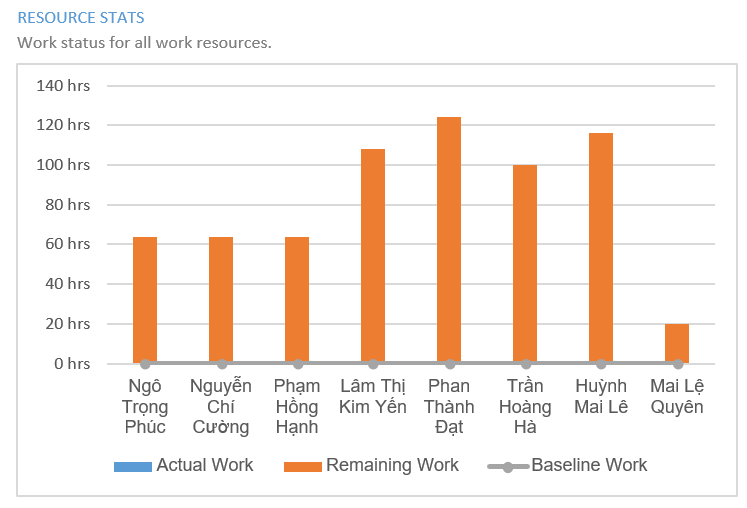 RESOURCE STATS
Work status for all work resources.
140 hrs
120 hrs
100 hrs
80 hrs
60 hrs
40 hrs
20 hrs
0 hrs
Ngô Trọng Phúc
Nguyễn Chí Cường
Phạm Hồng Hạnh
Lâm Thị Kim Yến
Phan Thành Đạt
Trần Hoàng Hà
Huỳnh Mai Lê
Mai Lệ Quyên
Actual Work
Remaining Work
Baseline Work